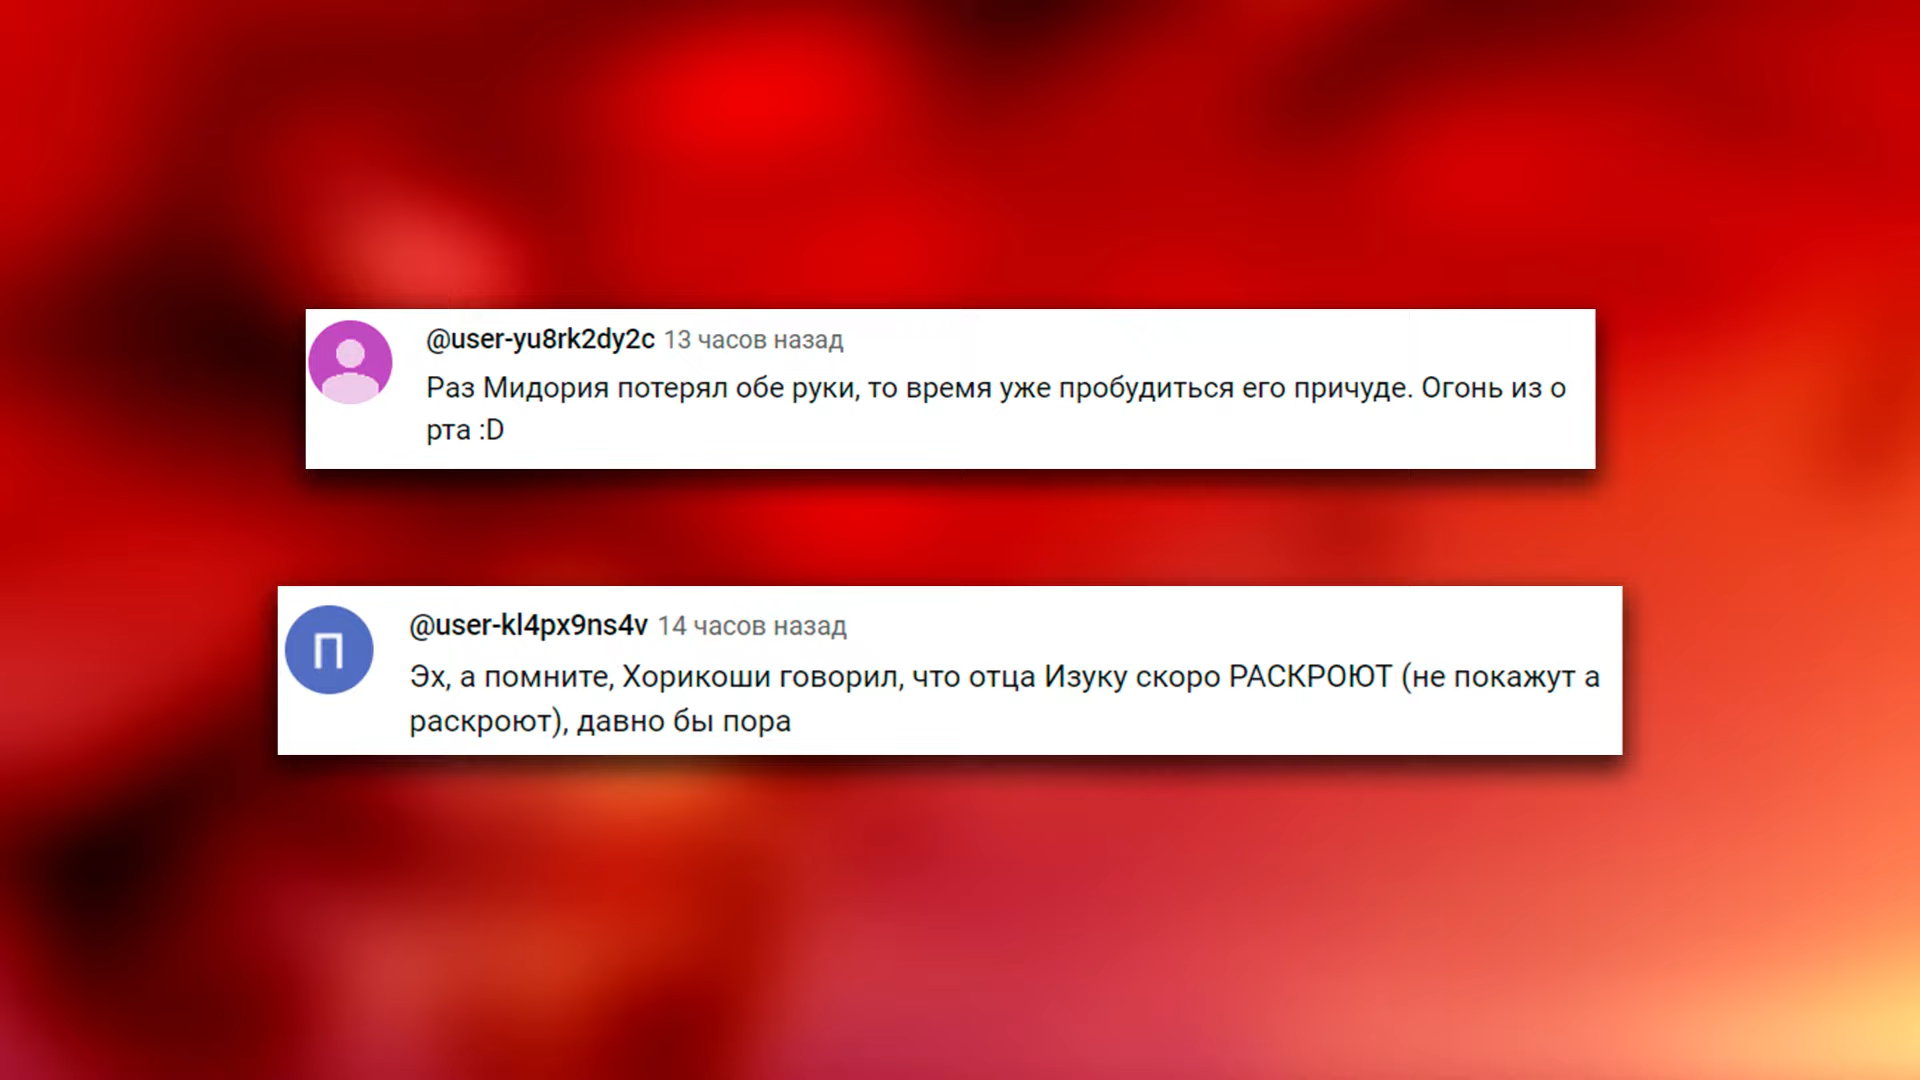 @user-yu8rk2dy2c 13 часов назад
Раз Мидория потерял обе руки, то время уже пробудиться его причуде. Огонь из о
рта :D
П
@user-kl4px9ns4v 14 часов назад
Эх, а помните, Хорикоши говорил, что отца Изуку скоро РАСКРОЮТ (не покажут а
раскроют), давно бы пора